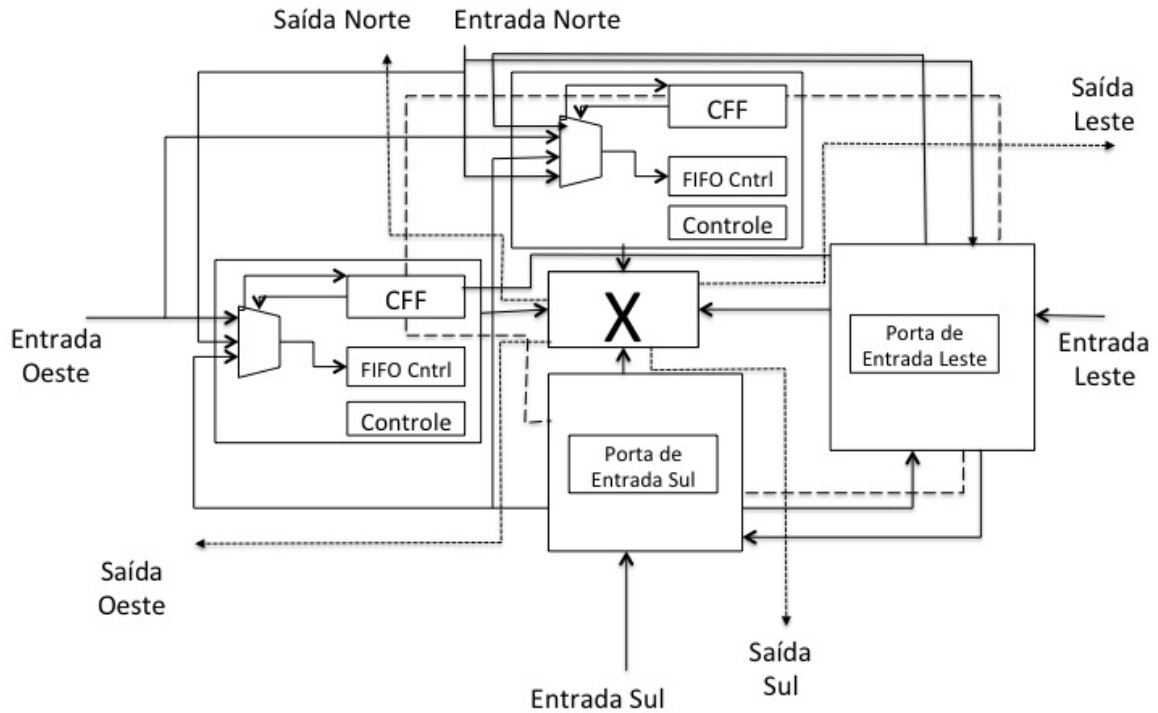 Saída Norte
Entrada Norte
Saída
Leste
CFF
FIFO Cntrl
Controle
CFF
FIFO Cntrl
Controle
X
Entrada
Oeste
Porta de
Entrada Leste
Entrada
Leste
Porta de
Entrada Sul
Saída
Oeste
Saída
Sul
Entrada Sul